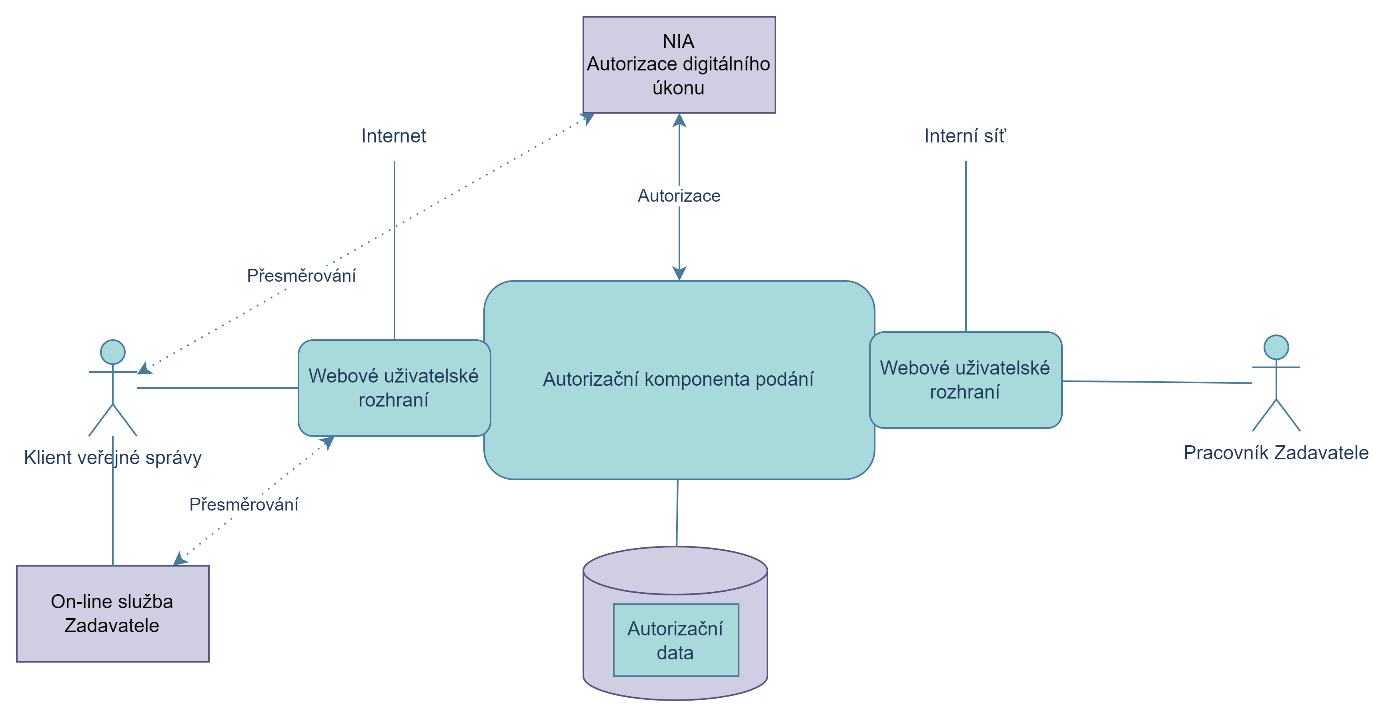 NIA
Autorizace digitálního
úkonu
Internet
Interní síť
Autorizace
Přesměrování
Webové uživatelské
rozhraní
Autorizační komponenta podání
Webové uživatelské
rozhraní
Klient veřejné správy
Pracovník Zadavatele
Přesměrování
On-line služba
Zadavatele
Autorizační
data